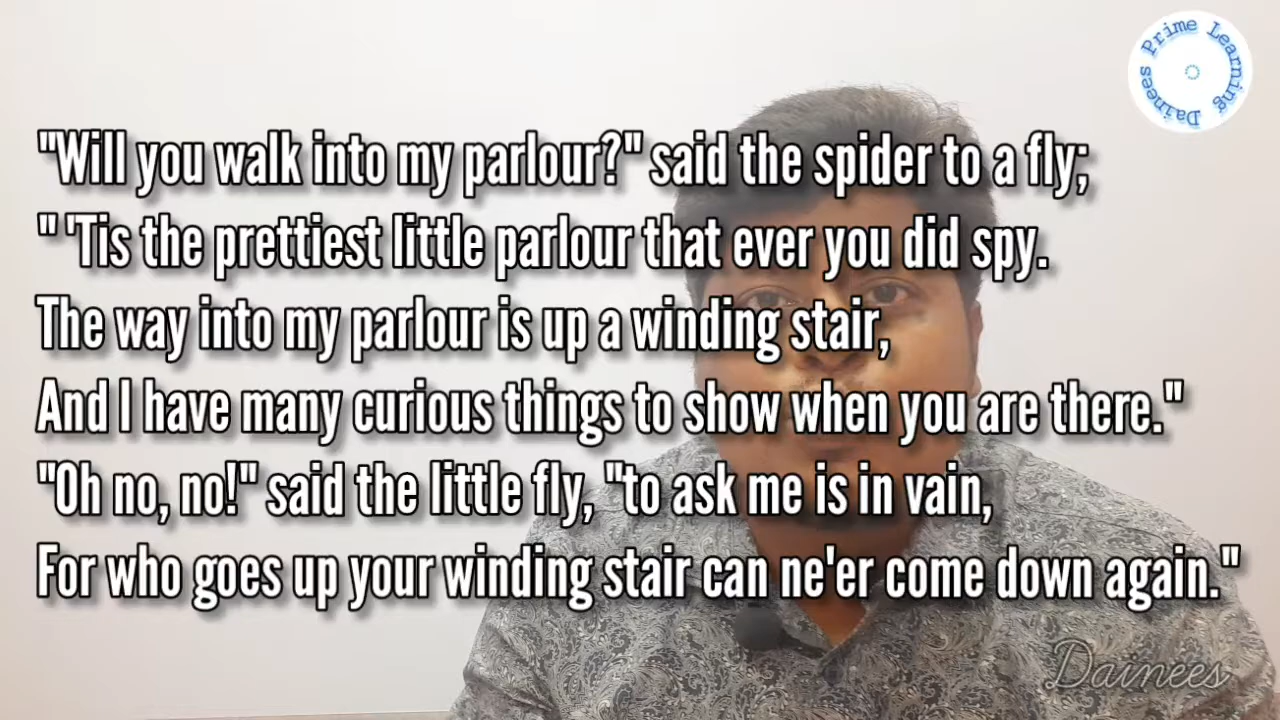 Prime Learning Dainees
"Will you walk into my parlour?" said the spider to a fly;
" 'Tis the prettiest little parlour that ever you did spy.
The way into my parlour is up a winding stair,
And I have many curious things to show when you are there."
"Oh no, no!" said the little fly, "to ask me is in vain,
For who goes up your winding stair can ne'er come down again."
Dainees